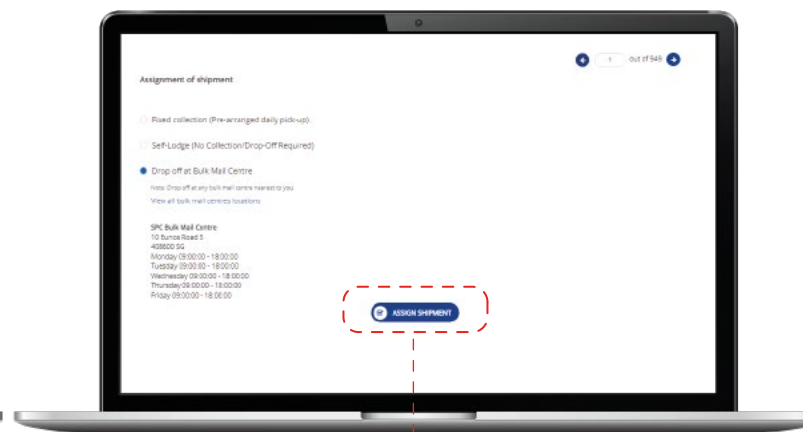 1 out of 949
Assignment of shipment
Fixed collection (Pre-arranged daily pick-up).
Self-Lodge (No Collection/Drop-Off Required)
Drop off at Bulk Mail Centre
Note: Drop off at any bulk mail centre nearest to you
View all bulk mail centres locations
SPC Bulk Mail Centre
10 Eunos Road 5
408600 SG
Monday 09:00:00 - 18:00:00
Tuesday 09:00:00 - 18:00:00
Wednesday 09:00:00 - 18:00:00
Thursday 09:00:00 - 18:00:00
Friday 09:00:00 - 18:00:00
ASSIGN SHIPMENT